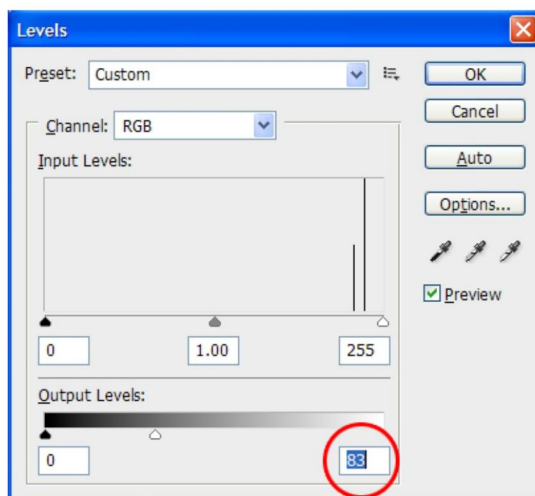 Levels
Preset: Custom
OK
Cancel
Channel: RGB
Input Levels:
Auto
Options...
Preview
0 1.00 255
Output Levels:
0 83